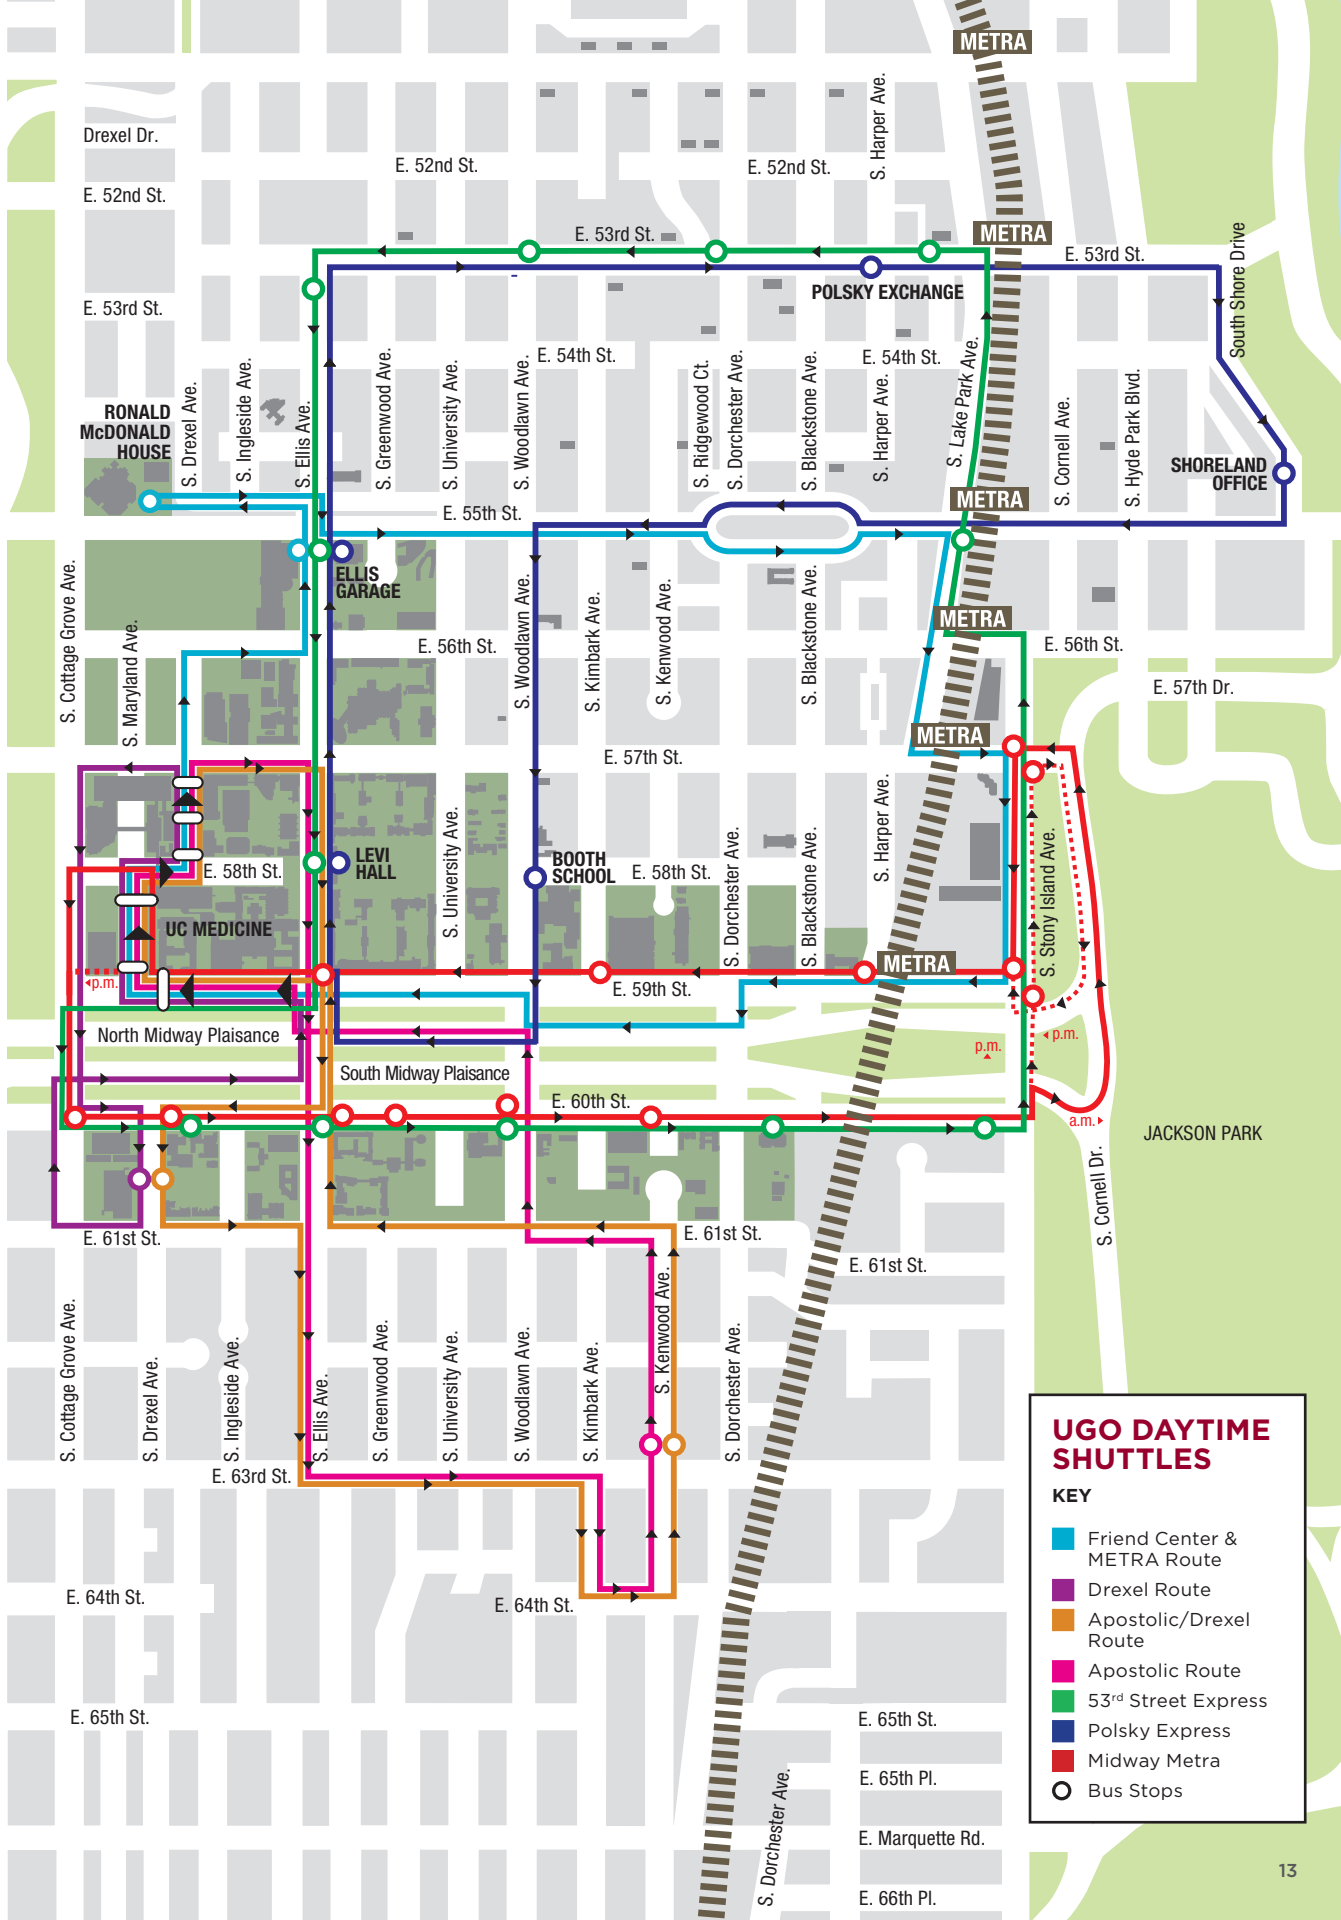 METRA
Drexel Dr.
E. 52nd St.
E. 52nd St.
S. Harper Ave.
E. 52nd St.
E. 53rd St.
METRA
E. 53rd St.
South Shore Drive
POLSKY EXCHANGE
E. 53rd St.
E. 54th St.
E. 54th St.
RONALD
McDONALD
HOUSE
S. Drexel Ave.
S. Ingleside Ave.
S. Ellis Ave.
S. Greenwood Ave.
S. University Ave.
S. Woodlawn Ave.
S. Ridgewood Ct.
S. Dorchester Ave.
S. Blackstone Ave.
S. Harper Ave.
S. Lake Park Ave.
S. Cornell Ave.
S. Hyde Park Blvd.
SHORELAND
OFFICE
METRA
E. 55th St.
ELLIS
GARAGE
S. Cottage Grove Ave.
S. Maryland Ave.
E. 56th St.
S. Woodlawn Ave.
S. Kimbark Ave.
S. Kenwood Ave.
S. Blackstone Ave.
METRA
E. 56th St.
E. 57th Dr.
METRA
E. 57th St.
LEVI
HALL
S. University Ave.
BOOTH
SCHOOL
E. 58th St.
E. 58th St.
S. Dorchester Ave.
S. Blackstone Ave.
S. Harper Ave.
S. Stony Island Ave.
UC MEDICINE
METRA
p.m.
E. 59th St.
North Midway Plaisance
p.m.
p.m.
South Midway Plaisance
E. 60th St.
a.m.
JACKSON PARK
S. Cornell Dr.
E. 61st St.
E. 61st St.
E. 61st St.
S. Cottage Grove Ave.
S. Drexel Ave.
S. Ingleside Ave.
S. Ellis Ave.
S. Greenwood Ave.
S. University Ave.
S. Woodlawn Ave.
S. Kimbark Ave.
S. Kenwood Ave.
S. Dorchester Ave.
E. 63rd St.
E. 64th St.
E. 64th St.
E. 65th St.
E. 65th St.
E. 65th Pl.
S. Dorchester Ave.
E. Marquette Rd.
E. 66th Pl.
UGO DAYTIME
SHUTTLES
KEY
Friend Center &
METRA Route
Drexel Route
Apostolic/Drexel
Route
Apostolic Route
53rd Street Express
Polsky Express
Midway Metra
Bus Stops
13